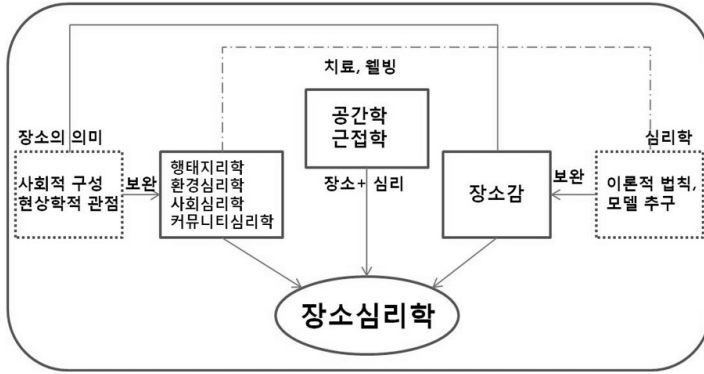 치료, 웰빙
공간학
근접학
장소의 의미
심리학
사회적 구성
현상학적 관점
보완
행태지리학
환경심리학
사회심리학
커뮤니티심리학
장소+ 심리
장소감
보완
이론적 법칙,
모델 추구
장소심리학